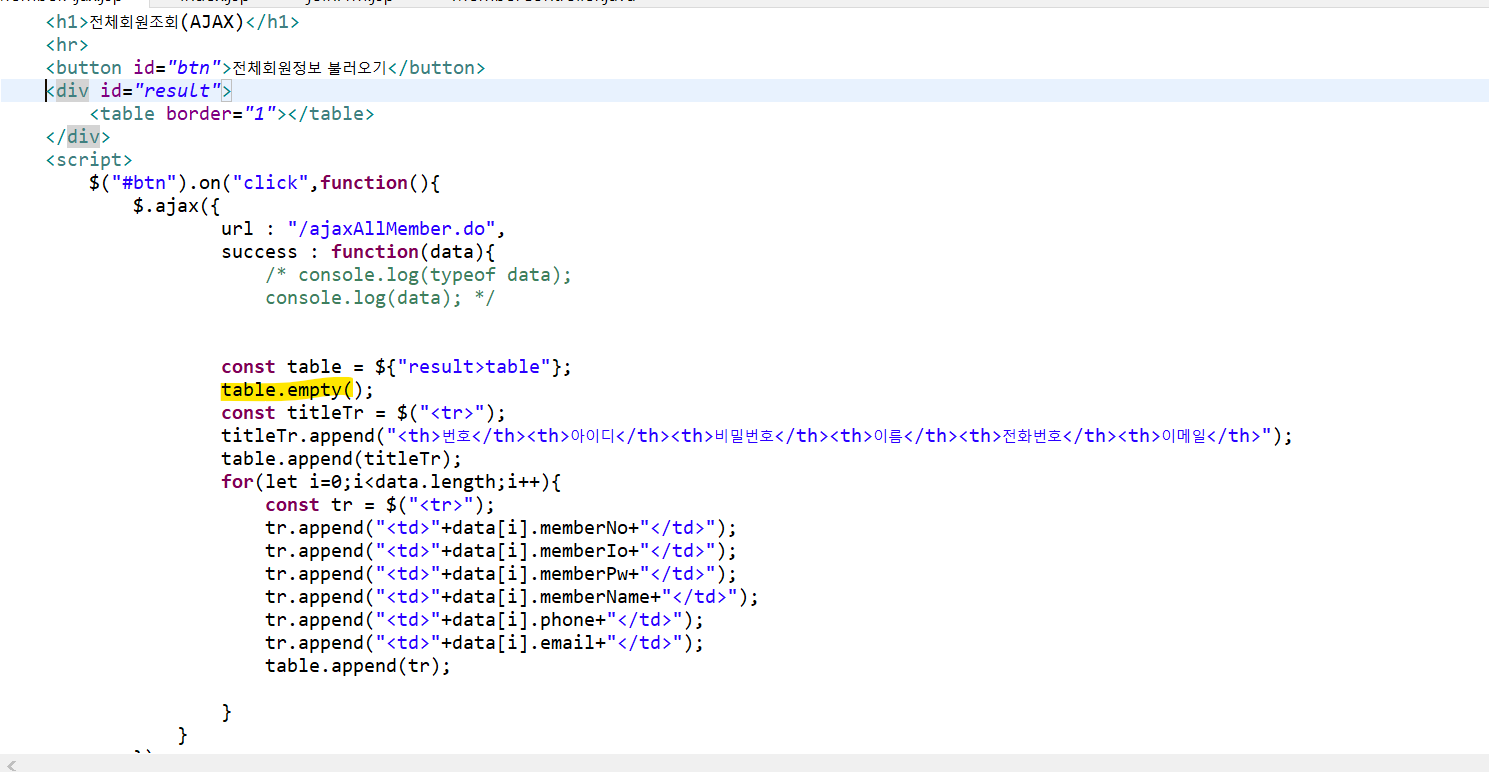 <h1>전체회원조회(AJAX)</h1>
<hr>
<button id="btn">전체회원정보 불러오기</button>
<div id="result">
<table border="1"></table>
</div>
<script>
$("#btn").on("click",function(){
$.ajax({
url : "/ajaxAllMember.do",
success : function(data){
/* console.log(typeof data);
console.log(data); */
const table = ${"result>table"};
table.empty();
const titleTr = $("<tr>");
titleTr.append("<th>번호</th><th>아이디</th><th>비밀번호</th><th>이름</th><th>전화번호</th><th>이메일</th>");
table.append(titleTr);
for(let i=0;i<data.length;i++){
const tr = $("<tr>");
tr.append("<td>"+data[i].memberNo+"</td>");
tr.append("<td>"+data[i].memberIo+"</td>");
tr.append("<td>"+data[i].memberPw+"</td>");
tr.append("<td>"+data[i].memberName+"</td>");
tr.append("<td>"+data[i].phone+"</td>");
tr.append("<td>"+data[i].email+"</td>");
table.append(tr);
}
}